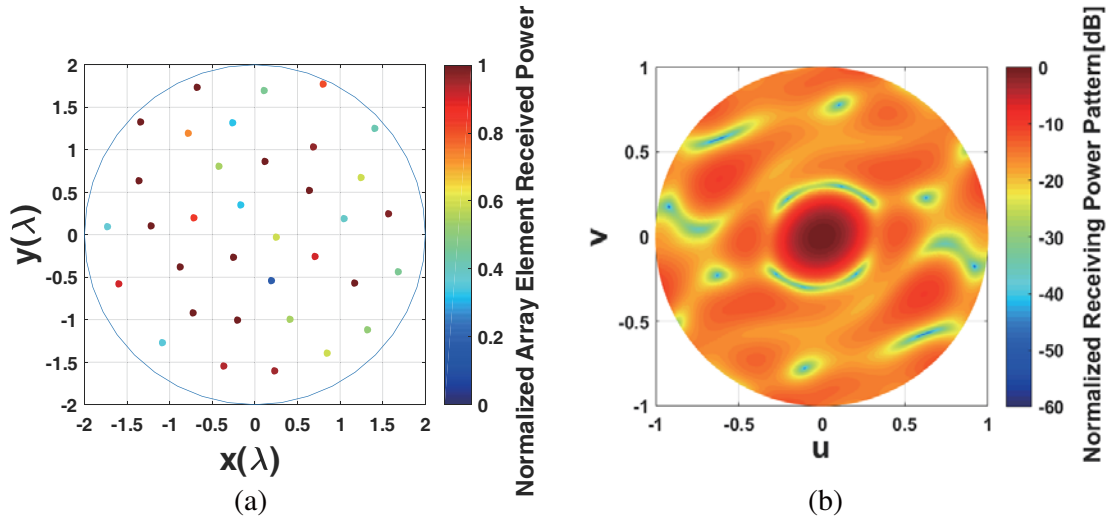 2
1.5
1
0.5
0
-0.5
-1
-1.5
-2
-2 -1.5 -1 -0.5 0 0.5 1 1.5 2
y(λ)
x(λ)
1
0.8
0.6
0.4
0.2
0
Normalized Array Element Received Power
(a)
1
0.5
0
-0.5
-1
-1 -0.5 0 0.5 1
v
u
0
-10
-20
-30
-40
-50
-60
Normalized Receiving Power Pattern[dB]
(b)